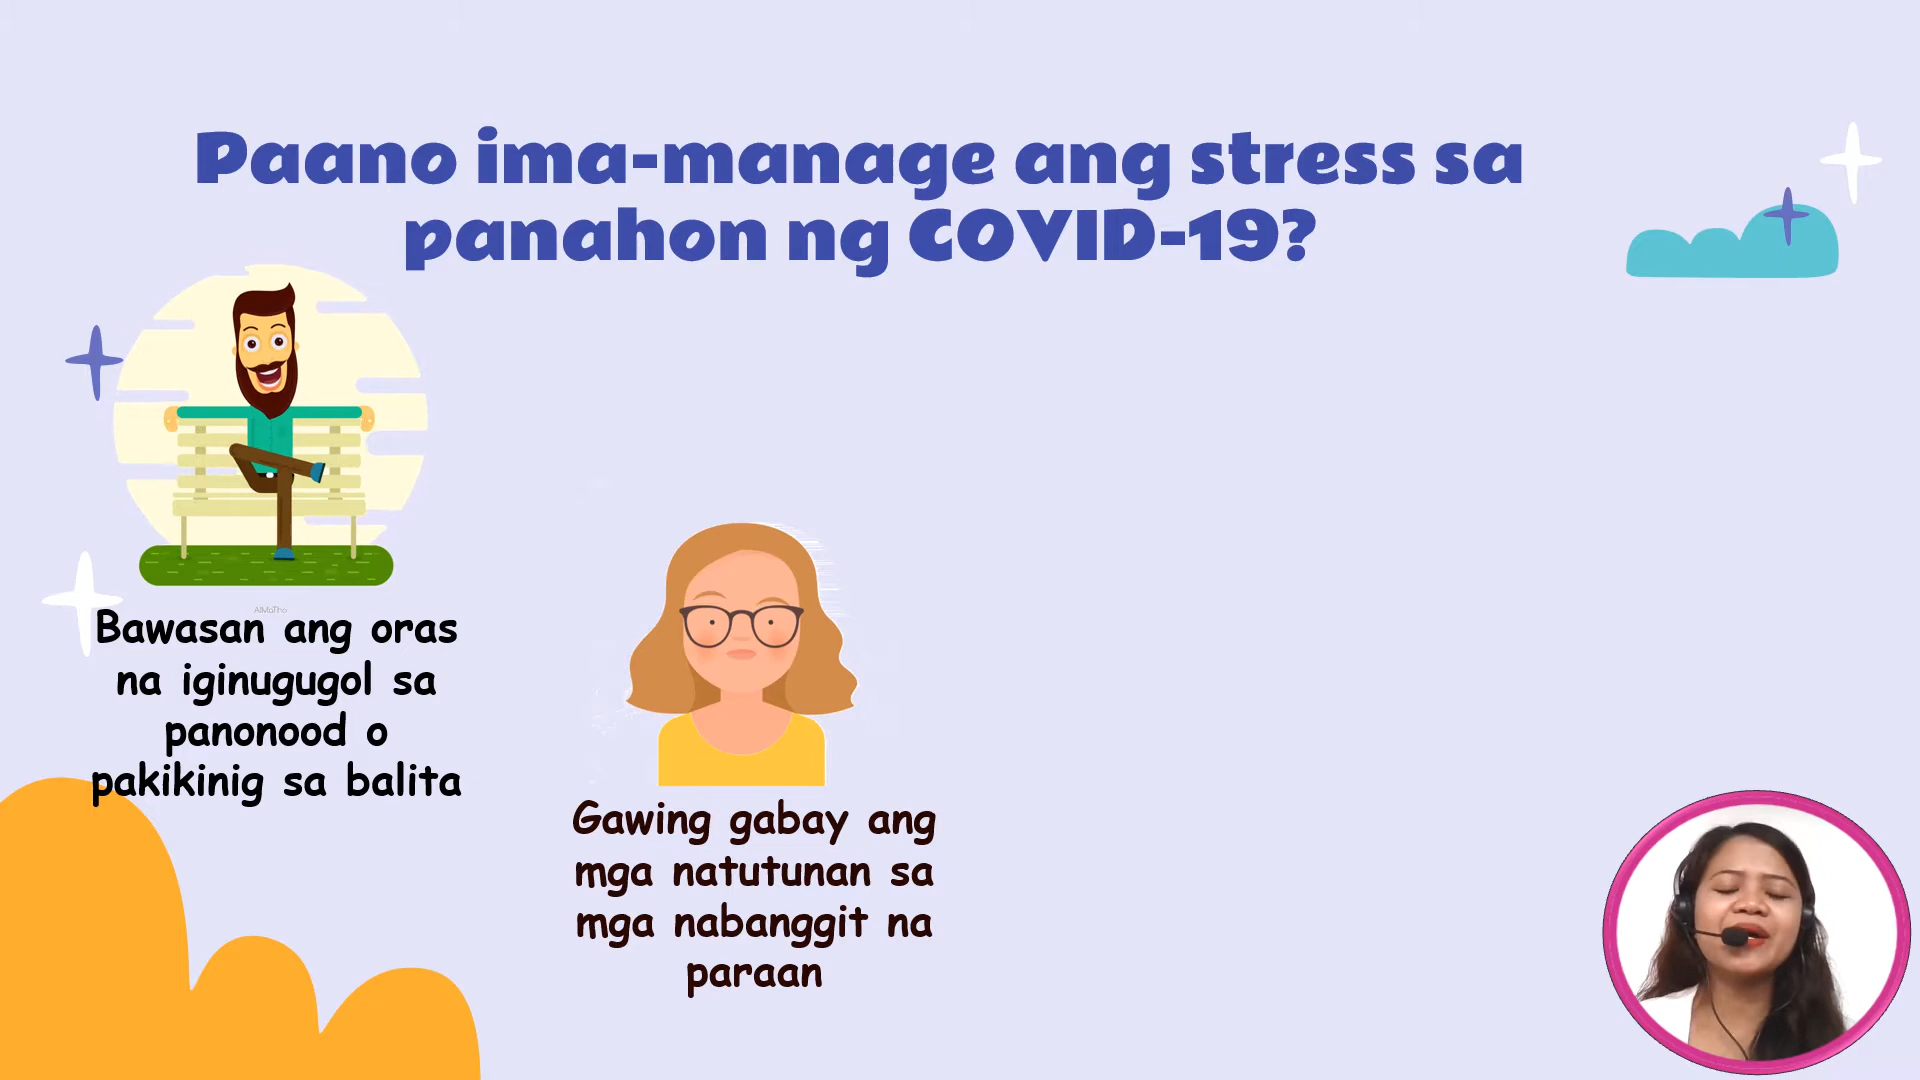 Paano ima-manage ang stress sa
panahon ng COVID-19?
AlMaTho
Bawasan ang oras
na iginugugol sa
panonood o
pakikinig sa balita
Gawing gabay ang
mga natutunan sa
mga nabanggit na
paraan